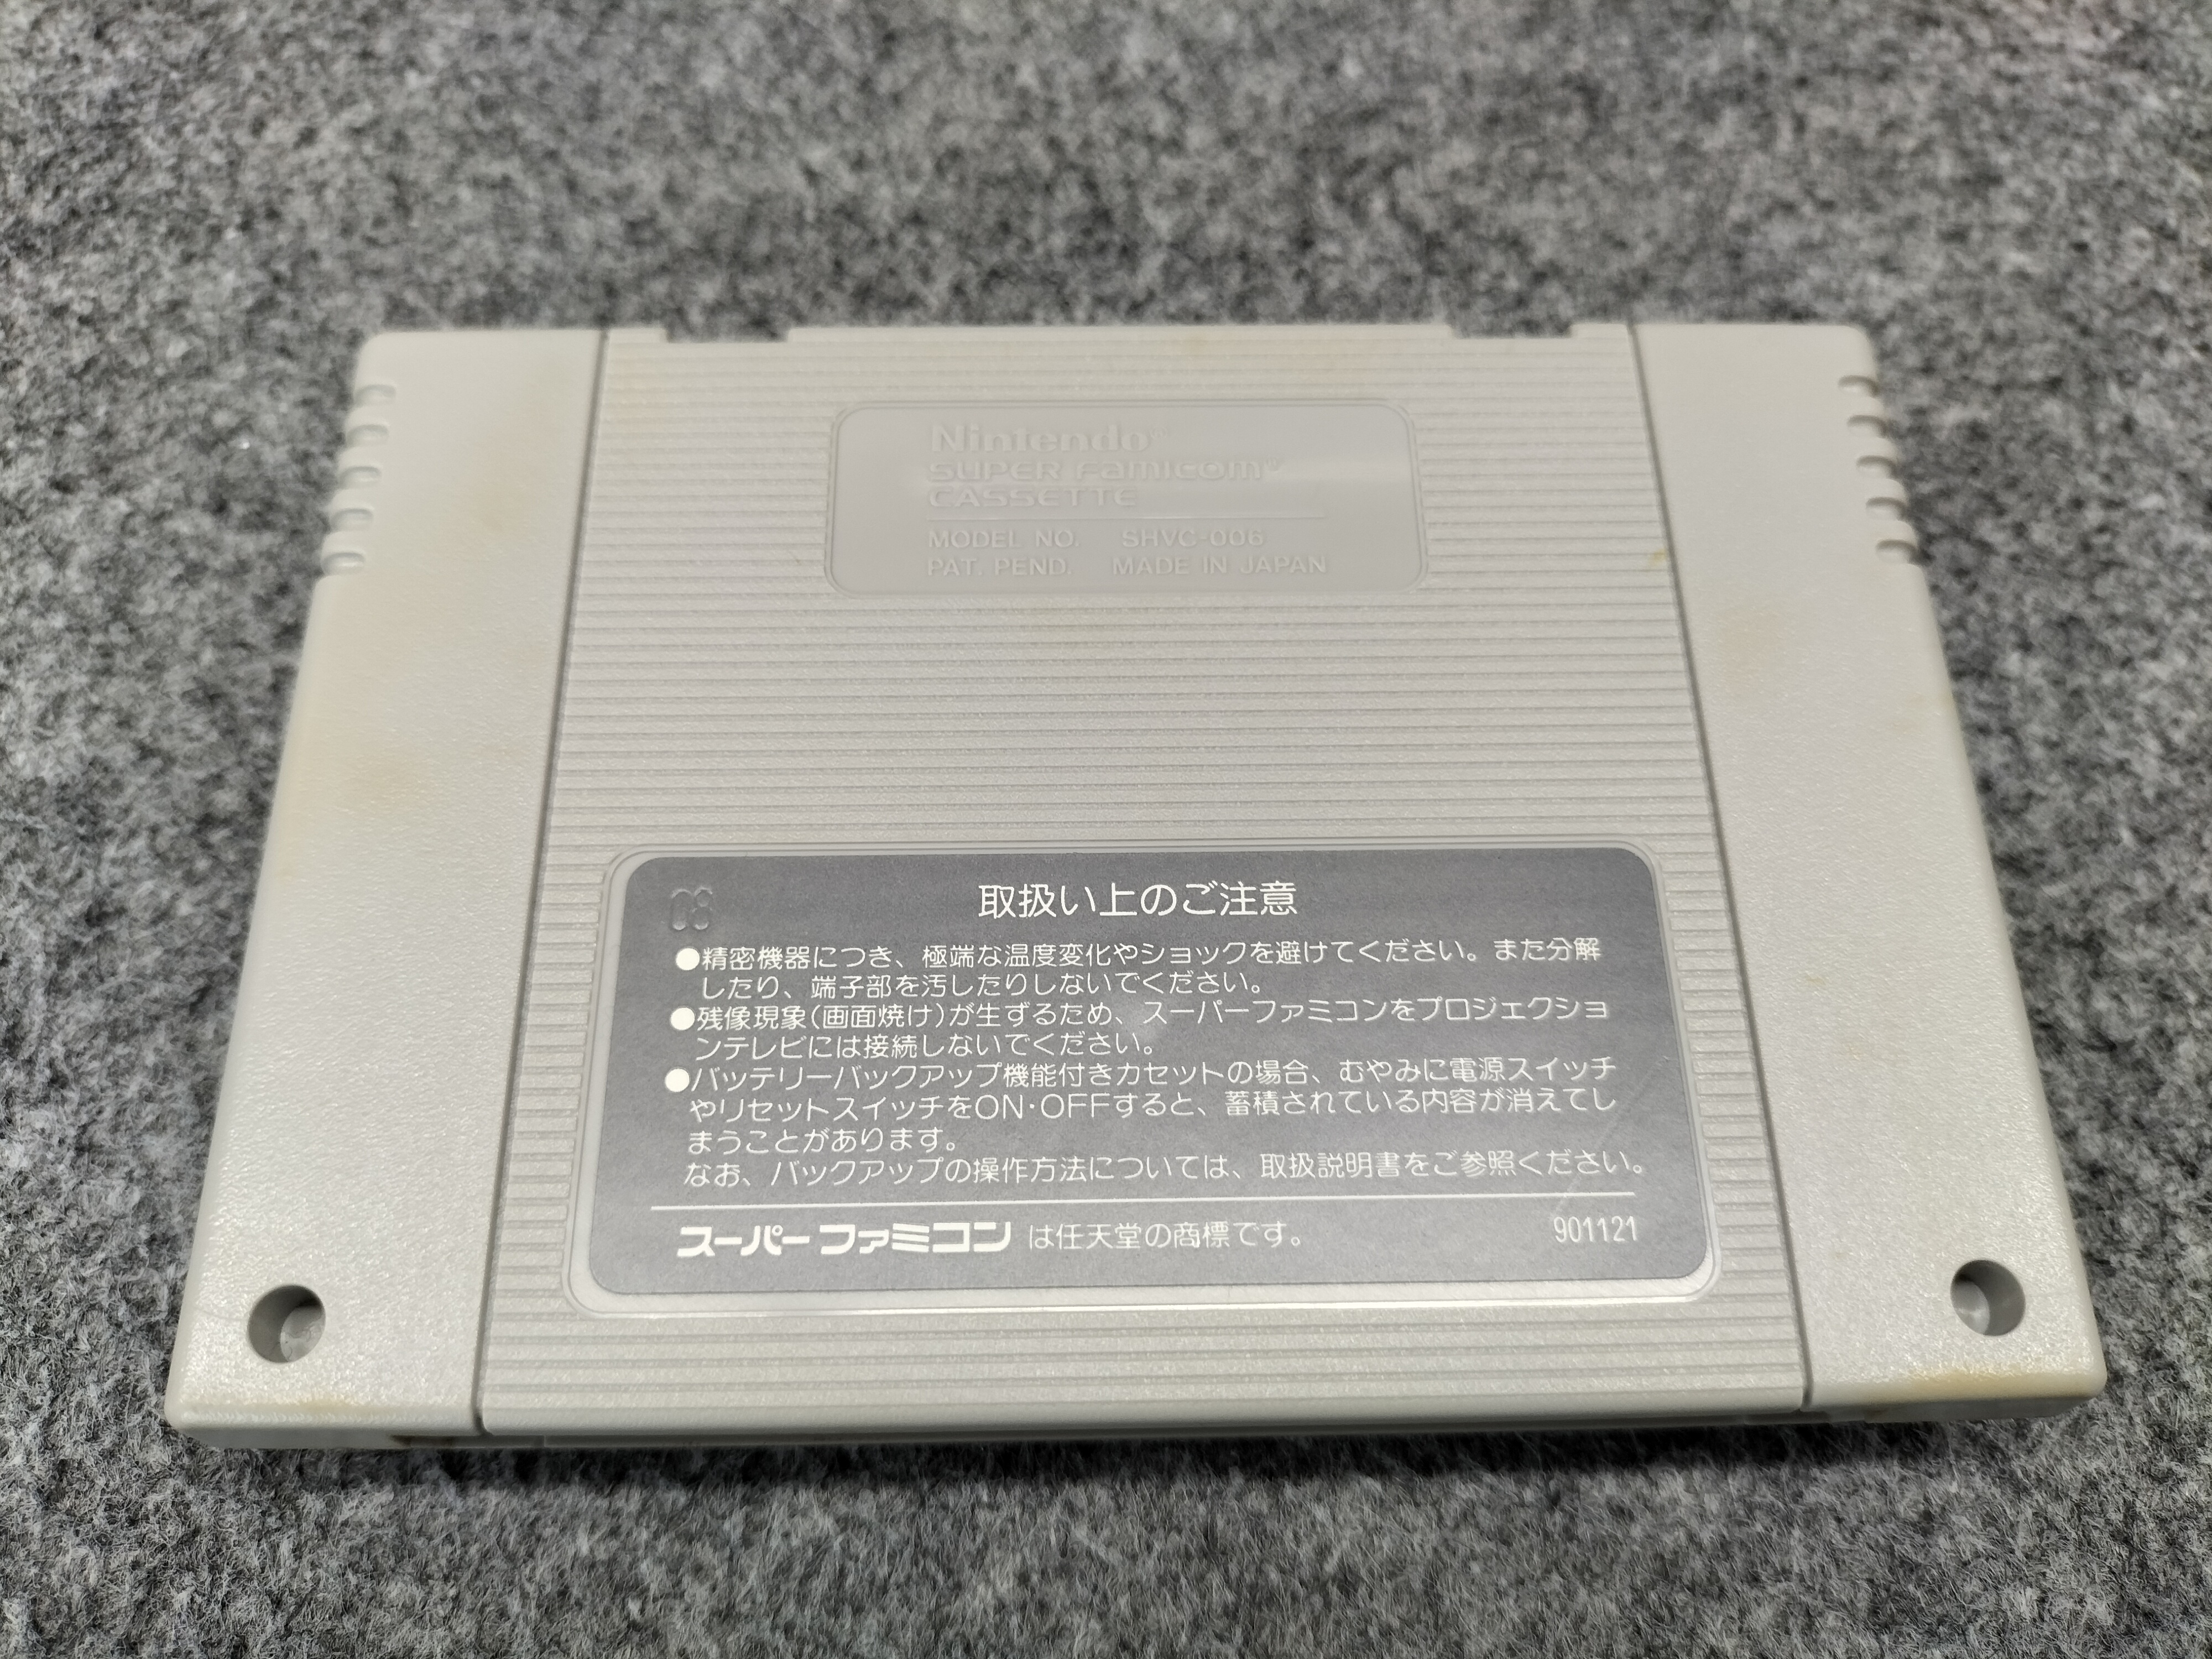 Nintendo
SUPER FAMICOM
CASSETTE
MODEL NO. SHVC-006
PAT. PEND. MADE IN JAPAN
08
取扱い上のご注意
●精密機器につき、極端な温度変化やショックを避けてください。また分解
したり、端子部を汚したりしないでください。
●残像現象(画面焼け)が生ずるため、スーパーファミコンをプロジェクショ
ンテレビには接続しないでください。
●バッテリーバックアップ機能付きカセットの場合、むやみに電源スイッチ
やリセットスイッチをON・OFFすると、蓄積されている内容が消えてし
まうことがあります。
なお、バックアップの操作方法については、取扱説明書をご参照ください。
スーパーファミコン は任天堂の商標です。 901121